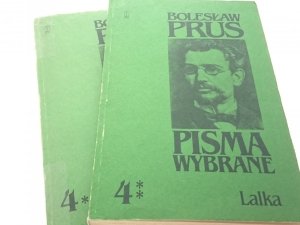 BOLESŁAW
PRUS
PISMA
WYBRANE
4**
Lalka
P
4**